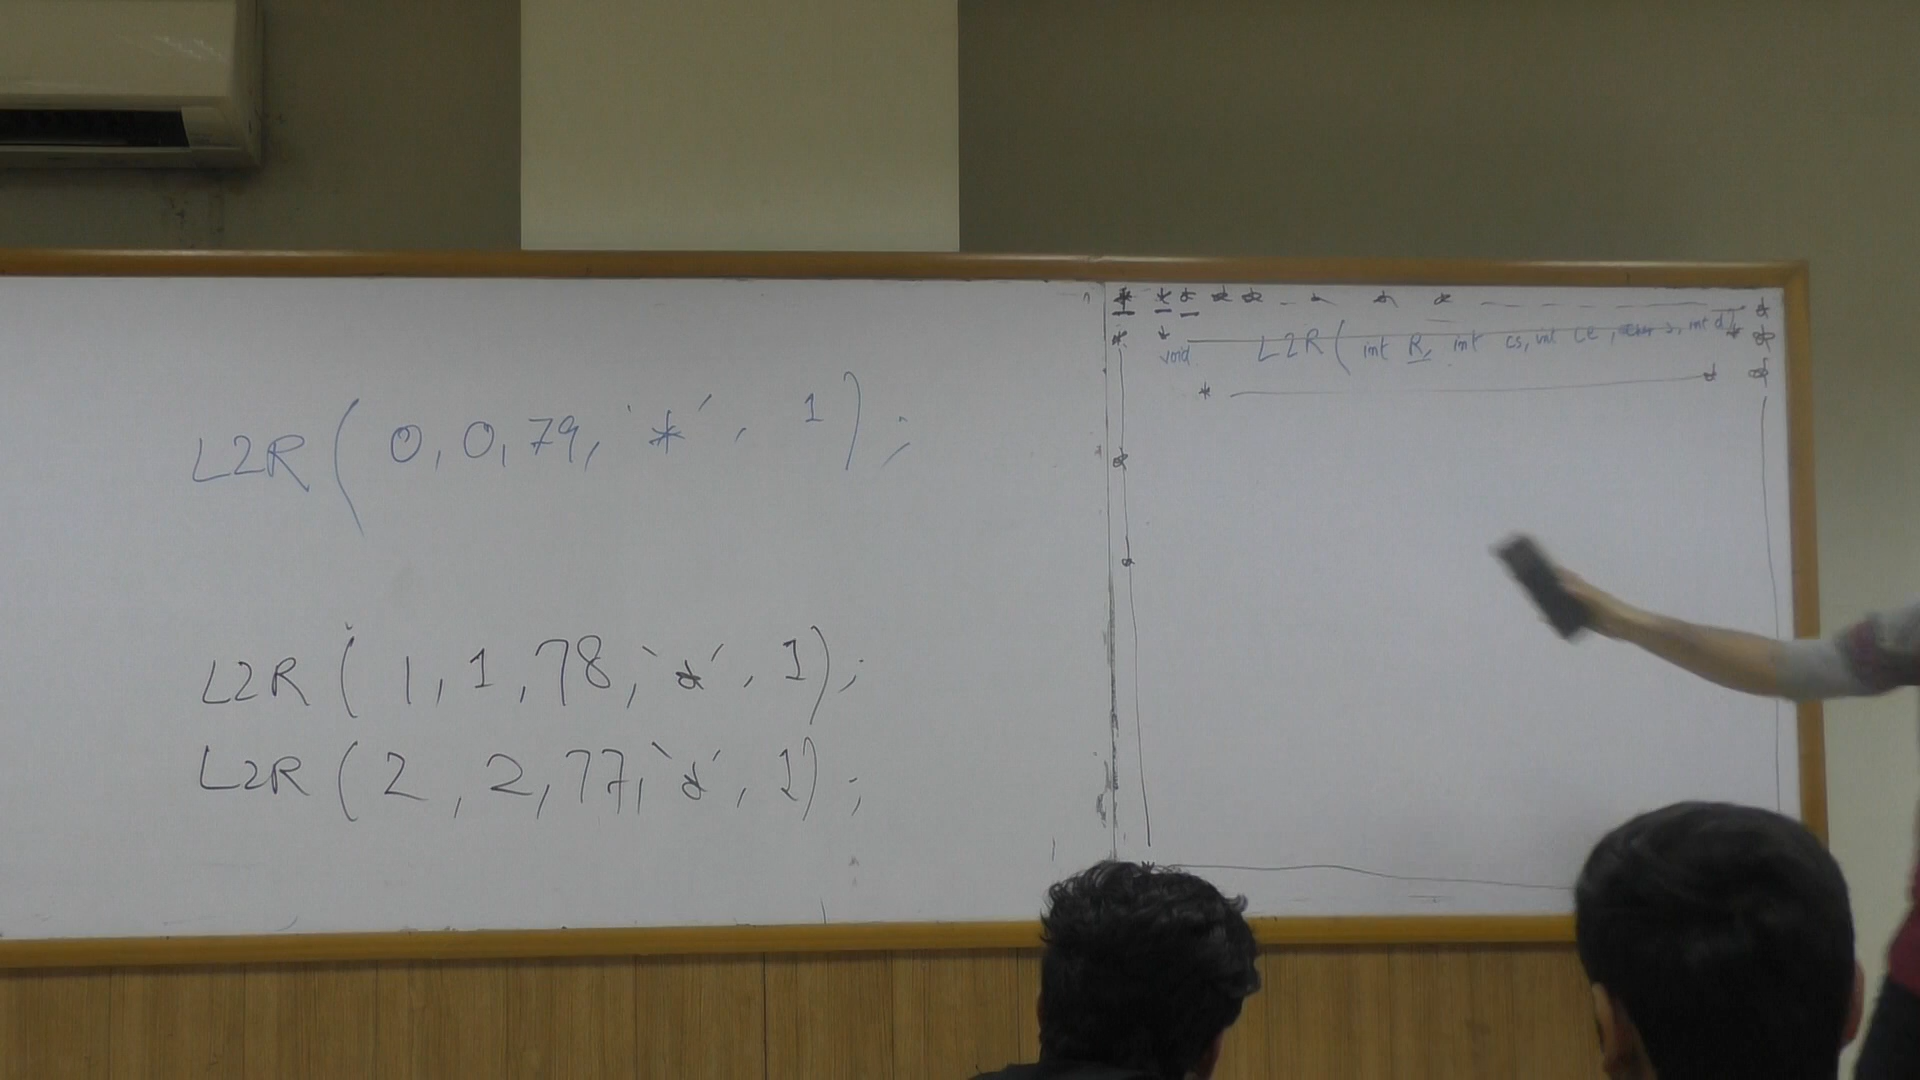 L2R ( 0, 0, 79, '*', 1 );
L2R ( 1, 1, 78, '*', 1 );
L2R ( 2, 2, 77, '*', 1 );
* * * * * - * * * *
void L2R ( int R, int cs, int ce, s, int d)